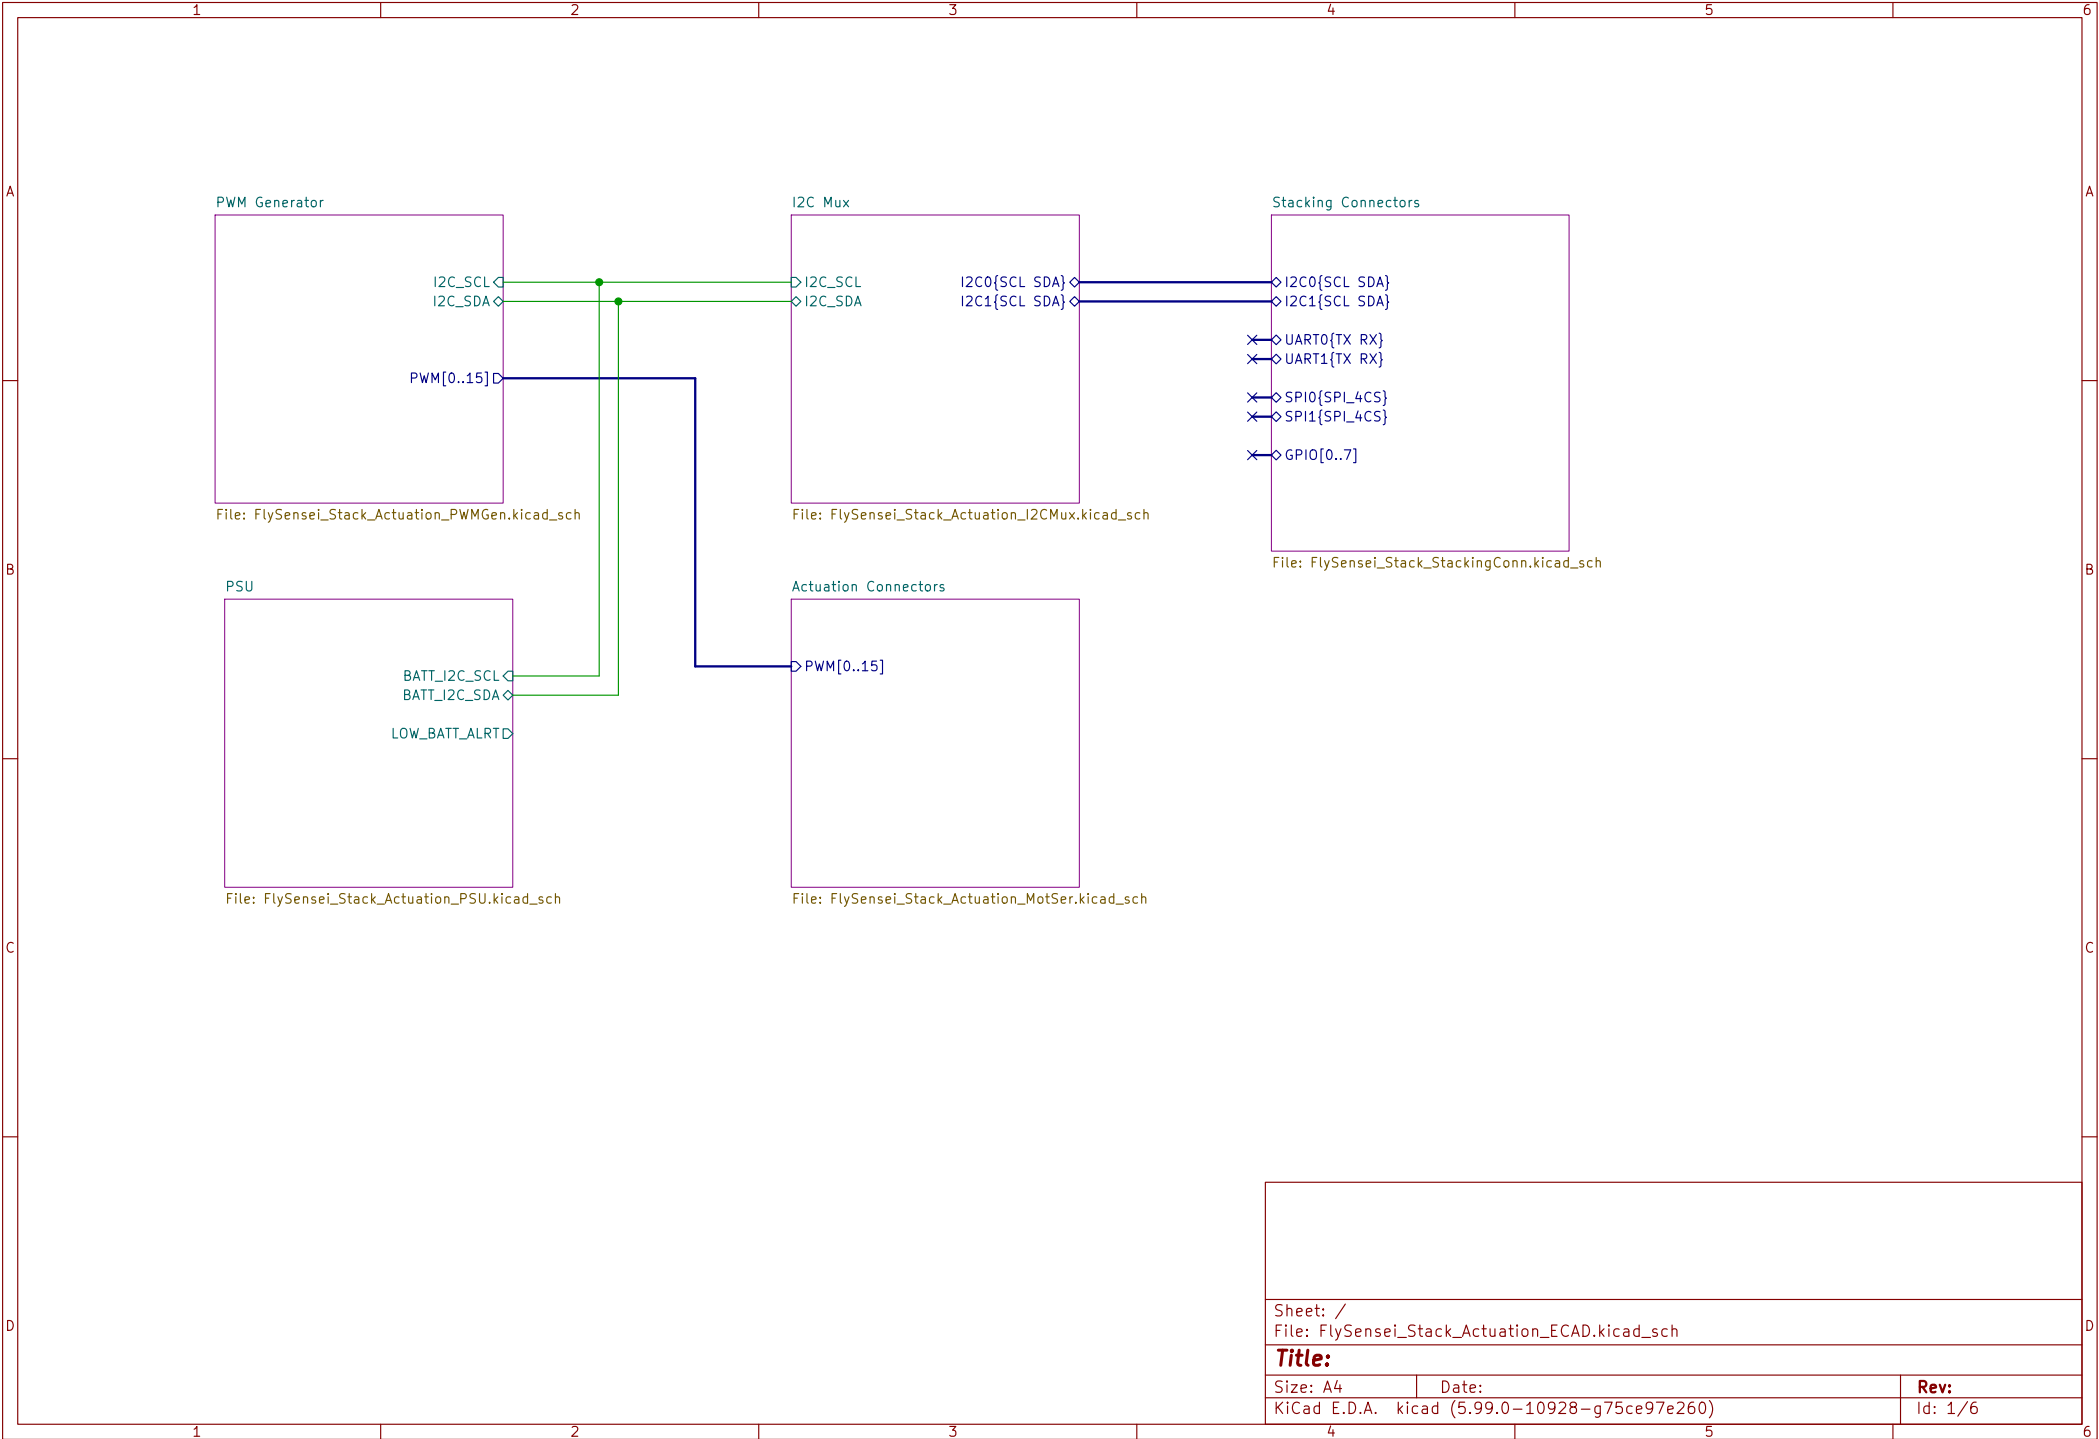 1 2 3 4 5 6
A A
PWM Generator
I2C_SCL
I2C_SDA
PWM[0..15]
File: FlySensei_Stack_Actuation_PWMGen.kicad_sch
I2C Mux
I2C_SCL
I2C_SDA
I2C0{SCL SDA}
I2C1{SCL SDA}
File: FlySensei_Stack_Actuation_I2CMux.kicad_sch
Stacking Connectors
I2C0{SCL SDA}
I2C1{SCL SDA}
UART0{TX RX}
UART1{TX RX}
SPI0{SPI_4CS}
SPI1{SPI_4CS}
GPIO[0..7]
File: FlySensei_Stack_StackingConn.kicad_sch
B B
PSU
BATT_I2C_SCL
BATT_I2C_SDA
LOW_BATT_ALRT
File: FlySensei_Stack_Actuation_PSU.kicad_sch
Actuation Connectors
PWM[0..15]
File: FlySensei_Stack_Actuation_MotSer.kicad_sch
C C
D D
Sheet: /
File: FlySensei_Stack_Actuation_ECAD.kicad_sch
Title:
Size: A4 Date: Rev:
KiCad E.D.A. kicad (5.99.0-10928-g75ce97e260) Id: 1/6
1 2 3 4 5 6